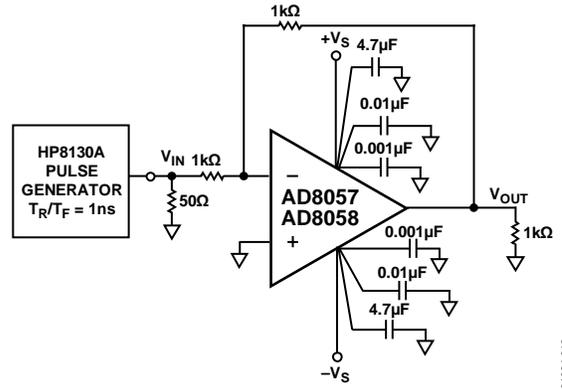 1kΩ
+VS
4.7µF
0.01µF
0.001µF
HP8130A
PULSE
GENERATOR
TR/TF = 1ns
VIN
1kΩ
50Ω
−
+
AD8057
AD8058
VOUT
1kΩ
0.001µF
0.01µF
4.7µF
−VS